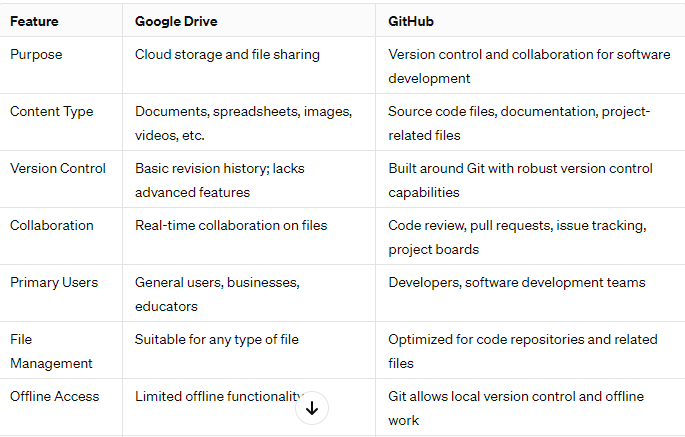 Feature Google Drive GitHub
Purpose Cloud storage and file sharing Version control and collaboration for software
development
Content Type Documents, spreadsheets, images, Source code files, documentation, project-
videos, etc. related files
Version Control Basic revision history; lacks Built around Git with robust version control
advanced features capabilities
Collaboration Real-time collaboration on files Code review, pull requests, issue tracking,
project boards
Primary Users General users, businesses, Developers, software development teams
educators
File Suitable for any type of file Optimized for code repositories and related
Management files
Offline Access Limited offline functionality Git allows local version control and offline
work